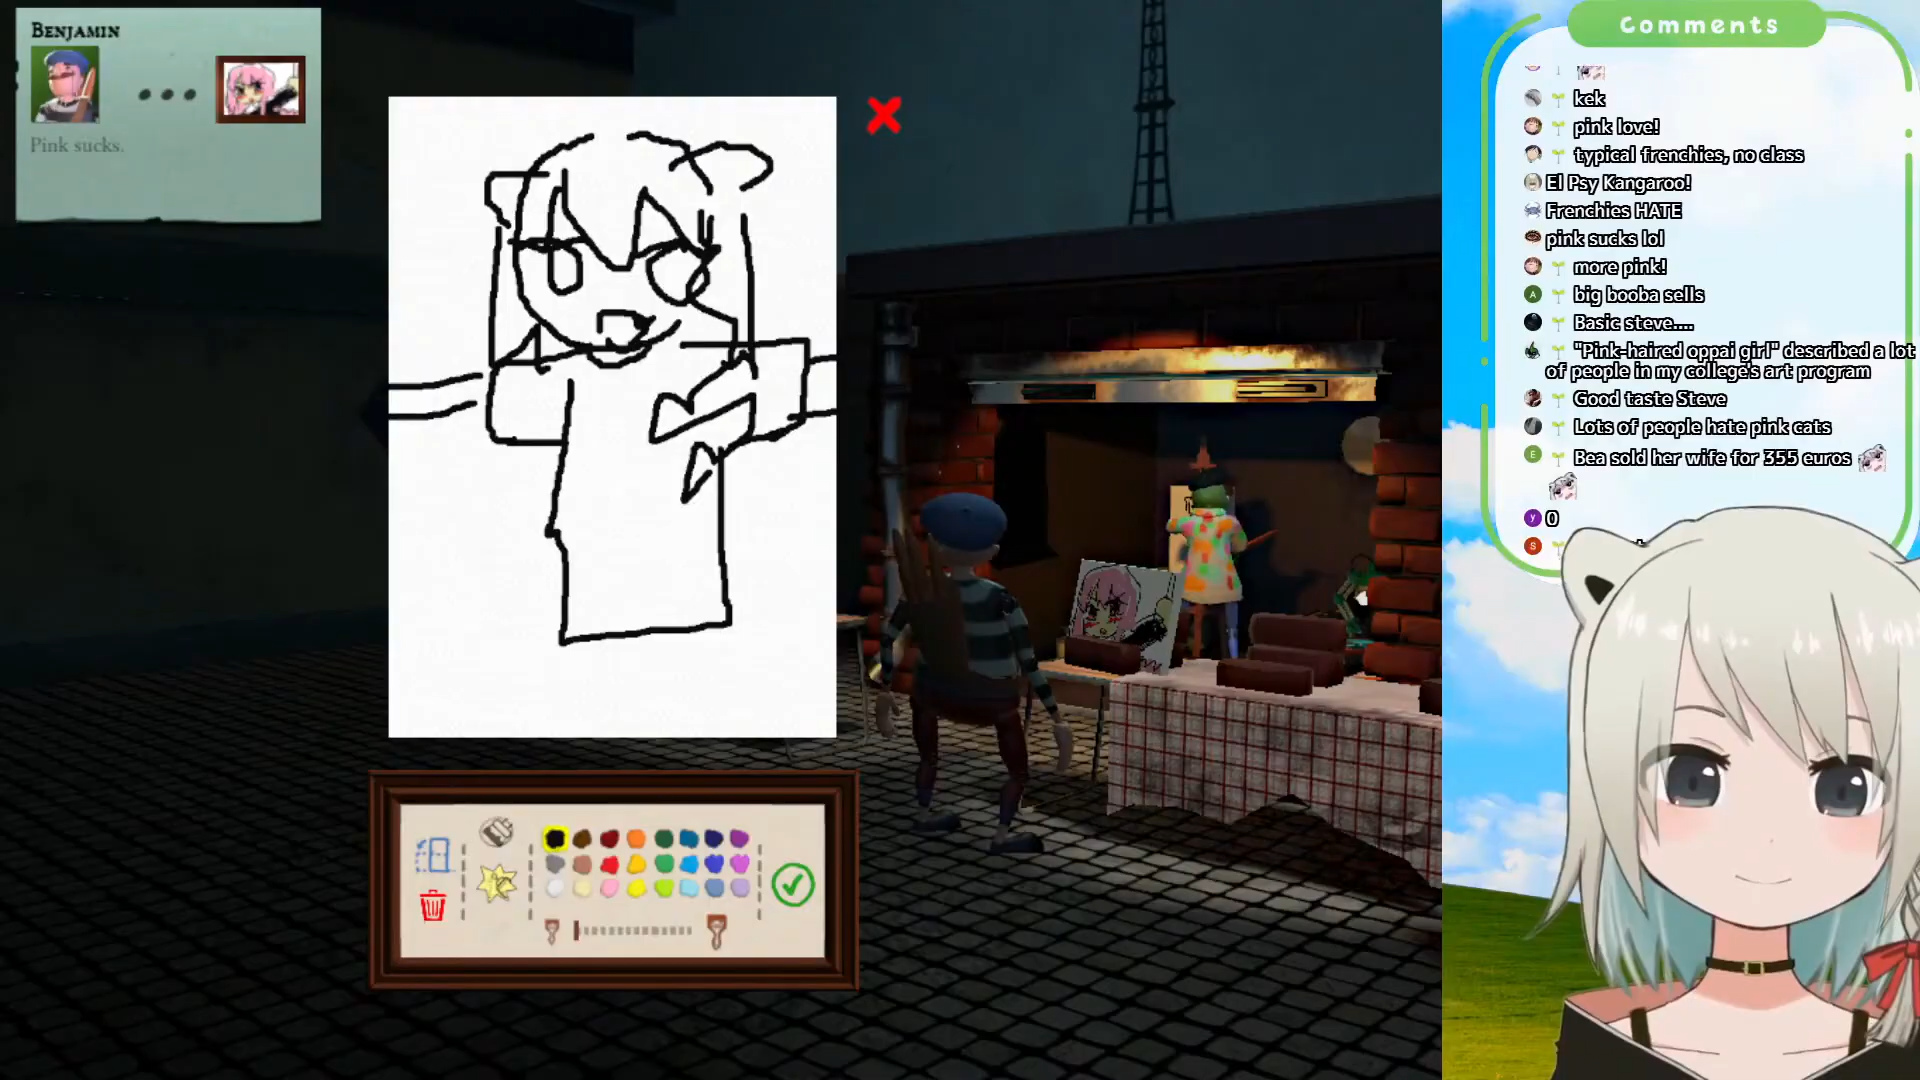 BENJAMIN
Pink sucks.
Comments
kek
pink love!
typical frenchies, no class
El Psy Kangaroo!
Frenchies HATE
pink sucks lol
more pink!
A
big booba sells
Basic steve....
"Pink-haired oppai girl" described a lot
of people in my college's art program
Good taste Steve
Lots of people hate pink cats
E
Bea sold her wife for 355 euros
y
0
S